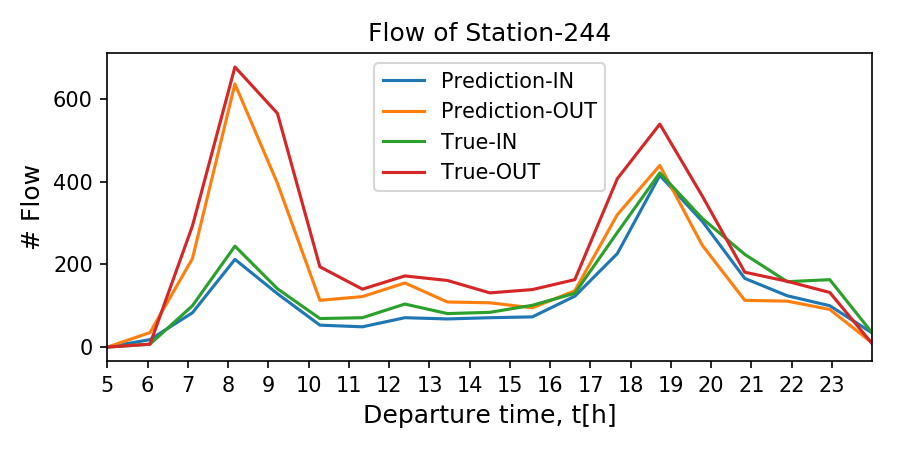 Flow of Station-244
Prediction-IN
Prediction-OUT
True-IN
True-OUT
# Flow
600
400
200
0
5 6 7 8 9 10 11 12 13 14 15 16 17 18 19 20 21 22 23
Departure time, t[h]